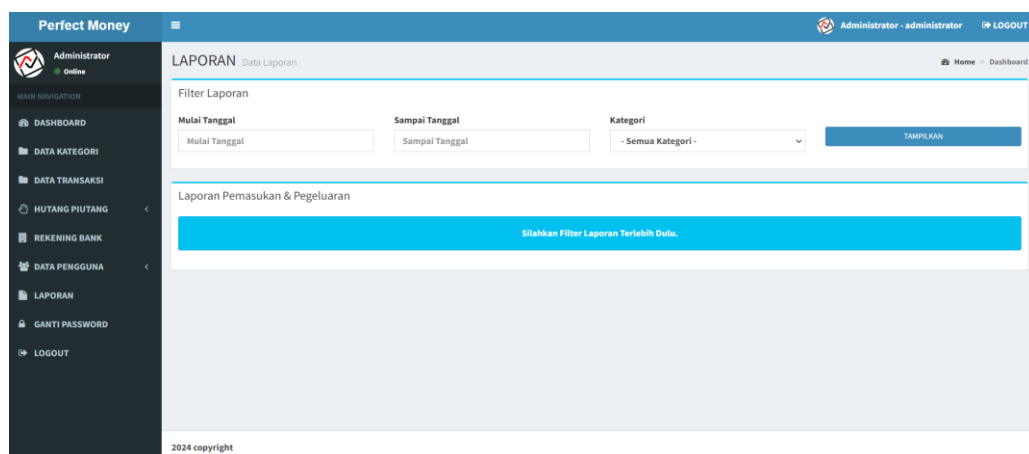 Perfect Money
Administrator - administrator LOGOUT
Administrator
Online
MAIN NAVIGATION
DASHBOARD
DATA KATEGORI
DATA TRANSAKSI
HUTANG PIUTANG
REKENING BANK
DATA PENGGUNA
LAPORAN
GANTI PASSWORD
LOGOUT
LAPORAN Data Laporan
Home > Dashboard
Filter Laporan
Mulai Tanggal Sampai Tanggal Kategori
Mulai Tanggal Sampai Tanggal - Semua Kategori - TAMPILKAN
Laporan Pemasukan & Pegeluaran
Silahkan Filter Laporan Terlebih Dulu.
2024 copyright